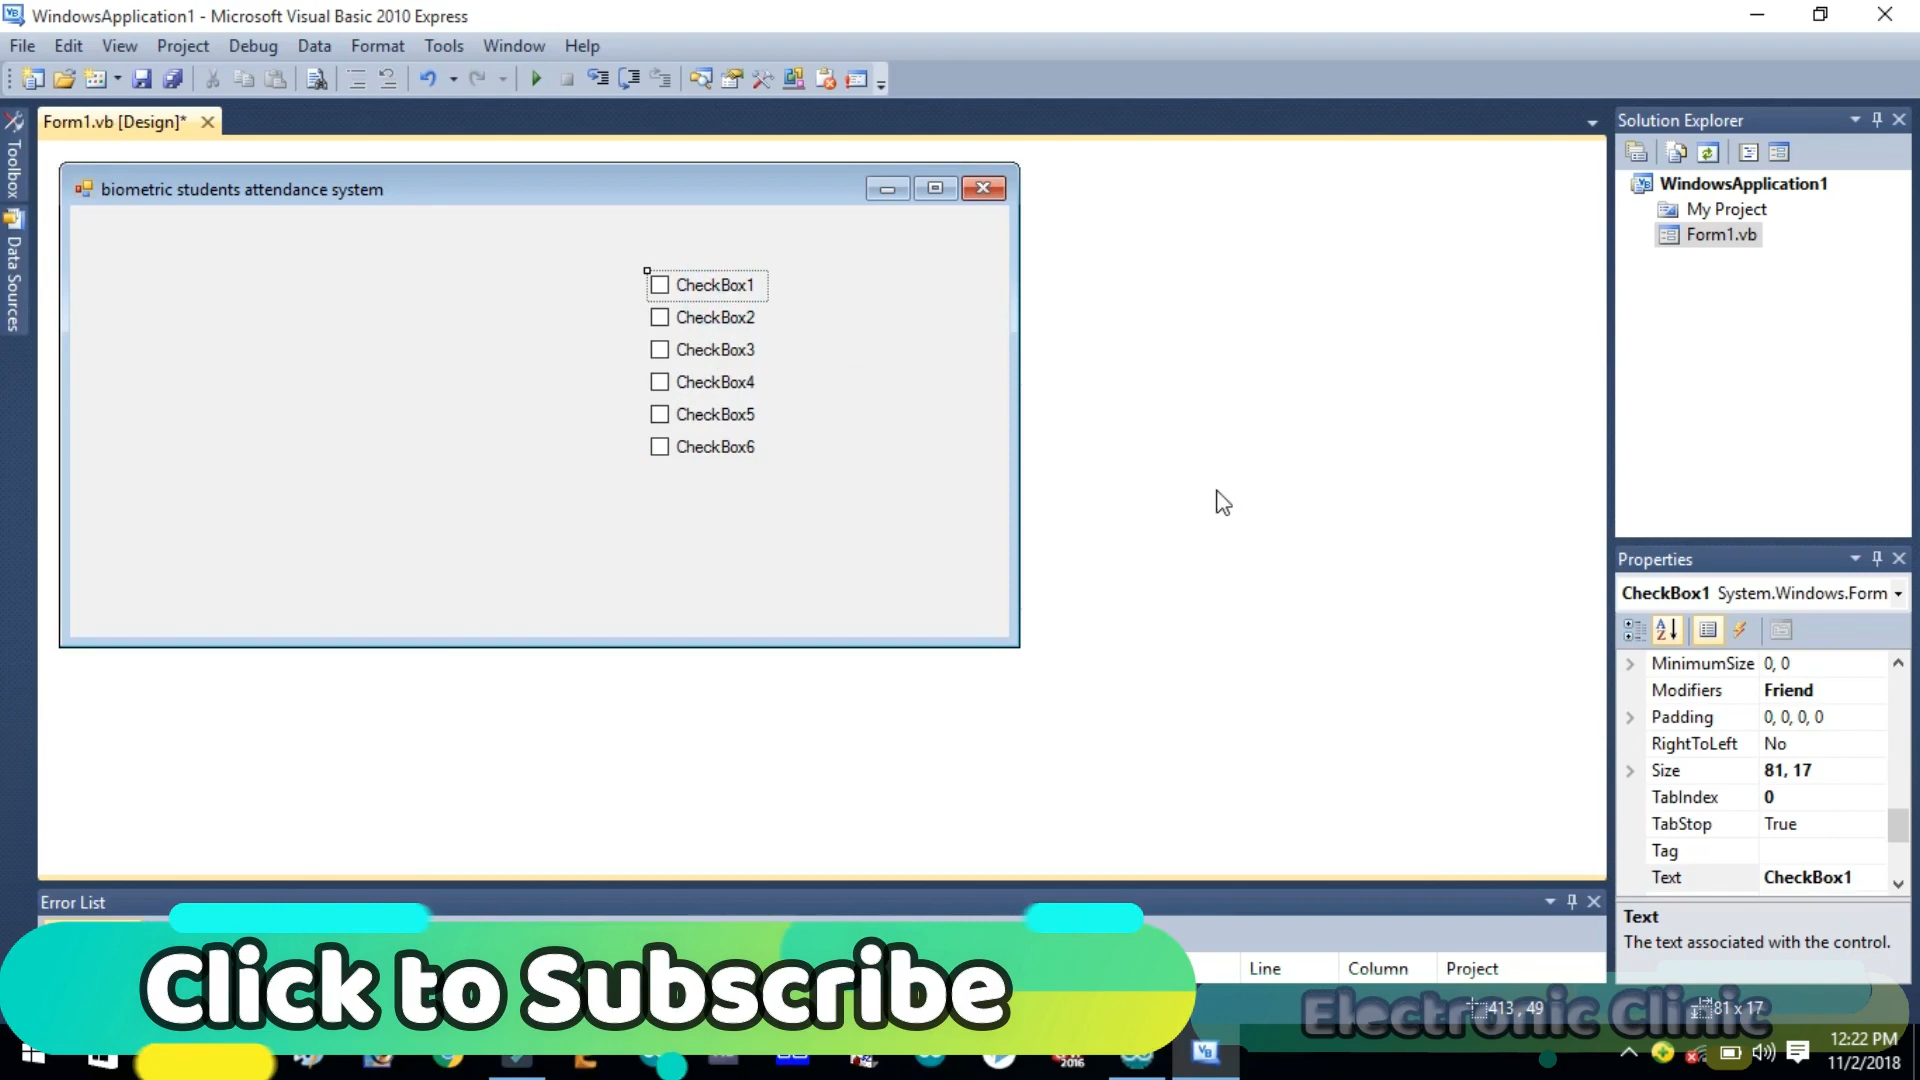 WindowsApplication1 - Microsoft Visual Basic 2010 Express
File Edit View Project Debug Data Format Tools Window Help
Form1.vb [Design]*
Toolbox
Data Sources
biometric students attendance system
CheckBox1
CheckBox2
CheckBox3
CheckBox4
CheckBox5
CheckBox6
Solution Explorer
WindowsApplication1
My Project
Form1.vb
Properties
CheckBox1 System.Windows.Form
MinimumSize 0, 0
Modifiers Friend
Padding 0, 0, 0, 0
RightToLeft No
Size 81, 17
TabIndex 0
TabStop True
Tag
Text CheckBox1
Text
The text associated with the control.
Error List
Line Column Project
Click to Subscribe
Electronic Clinic
413 , 49
81 x 17
2016
12:22 PM
11/2/2018